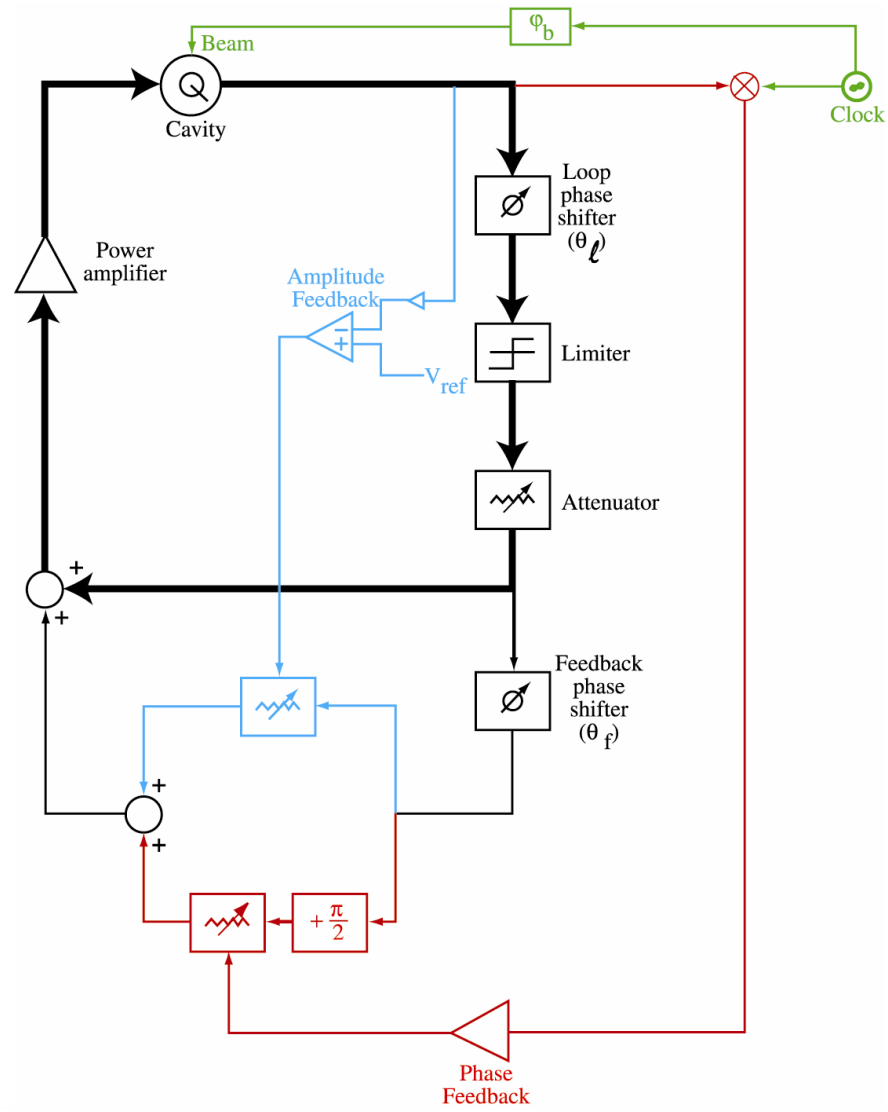 φb
Beam
Clock
Cavity
Loop
phase
shifter
(θℓ)
Power
amplifier
Amplitude
Feedback
−
+
Vref
Limiter
Attenuator
+
+
Feedback
phase
shifter
(θf)
+
+
+ π/2
Phase
Feedback